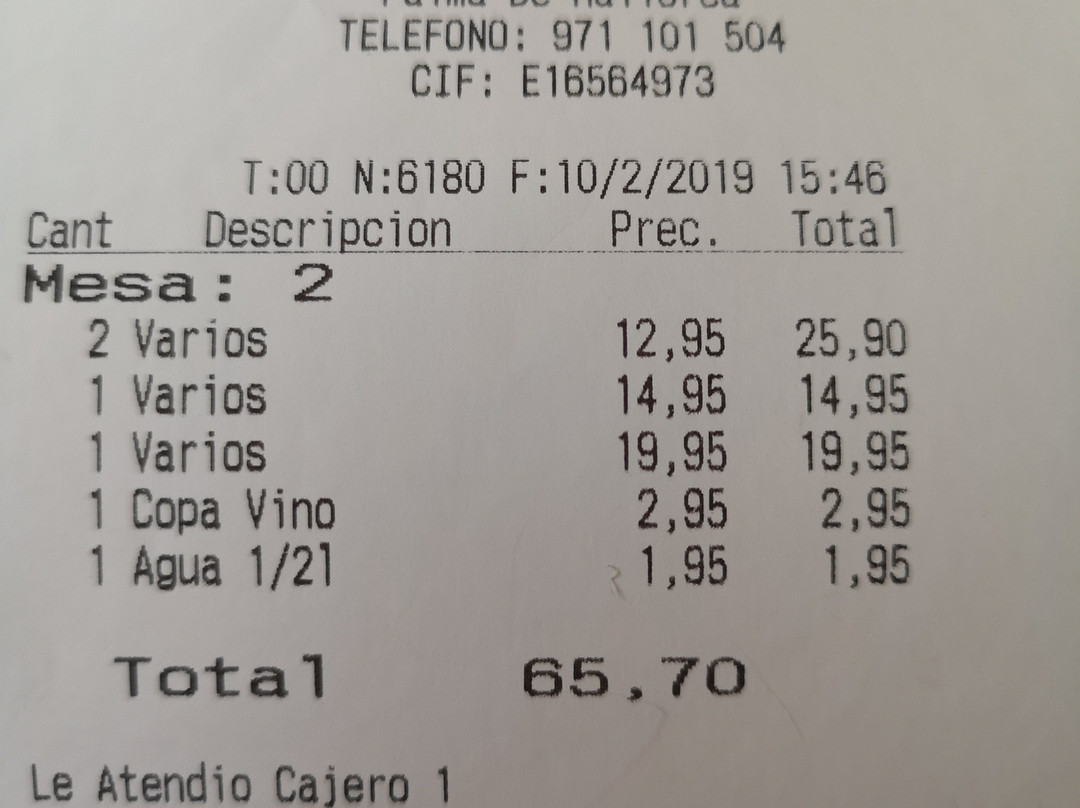 TELEFONO: 971 101 504
CIF: E16564973
T:00 N:6180 F:10/2/2019 15:46
Cant Descripcion Prec. Total
Mesa: 2
2 Varios 12,95 25,90
1 Varios 14,95 14,95
1 Varios 19,95 19,95
1 Copa Vino 2,95 2,95
1 Agua 1/2l 1,95 1,95
Total 65,70
Le Atendio Cajero 1